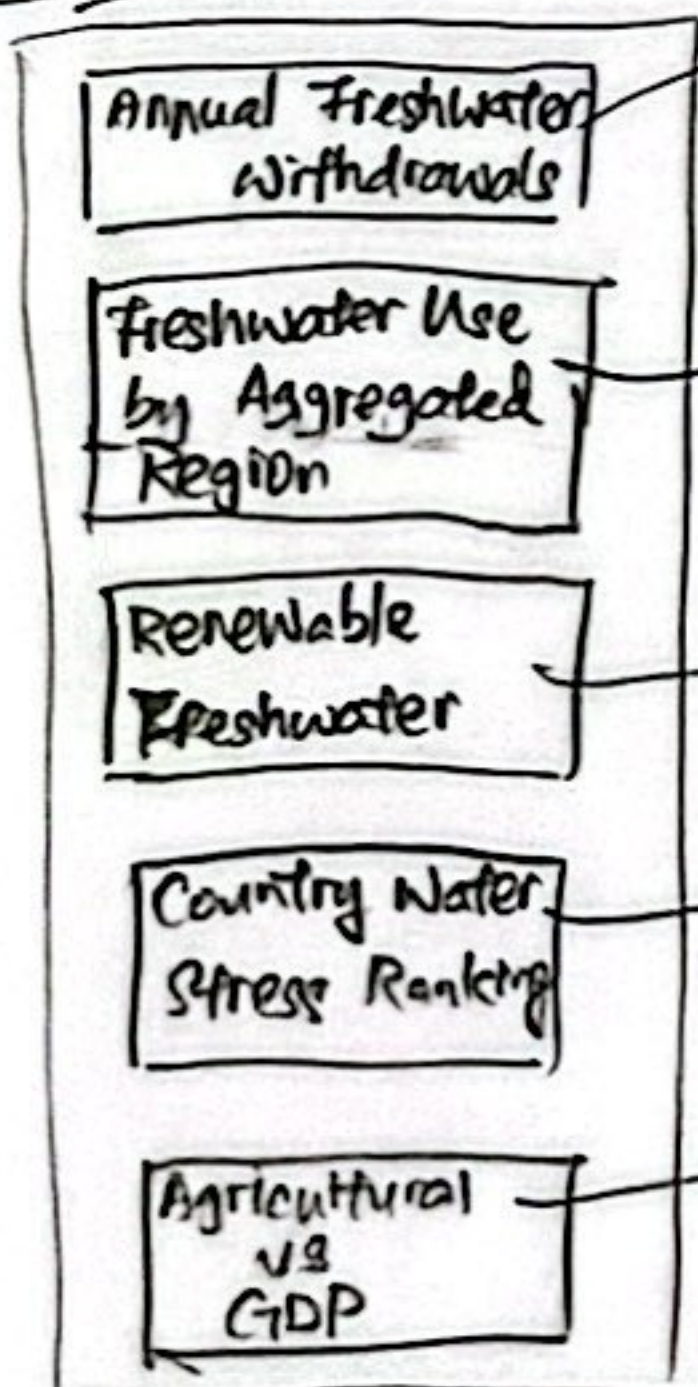 Annual Freshwater
Withdrawals
Freshwater Use
by Aggregated
Region
Renewable
Freshwater
Country Water
Stress Ranking
Agricultural
vs
GDP